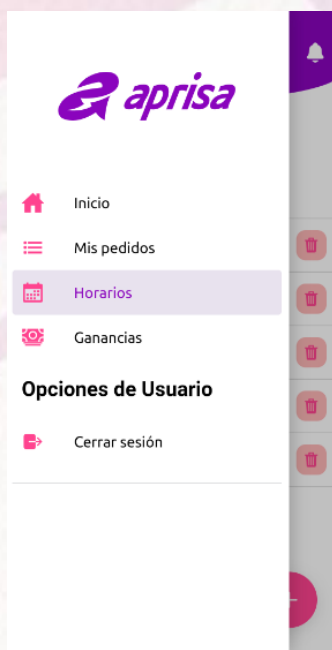 aprisa
Inicio
Mis pedidos
Horarios
Ganancias
Opciones de Usuario
Cerrar sesión